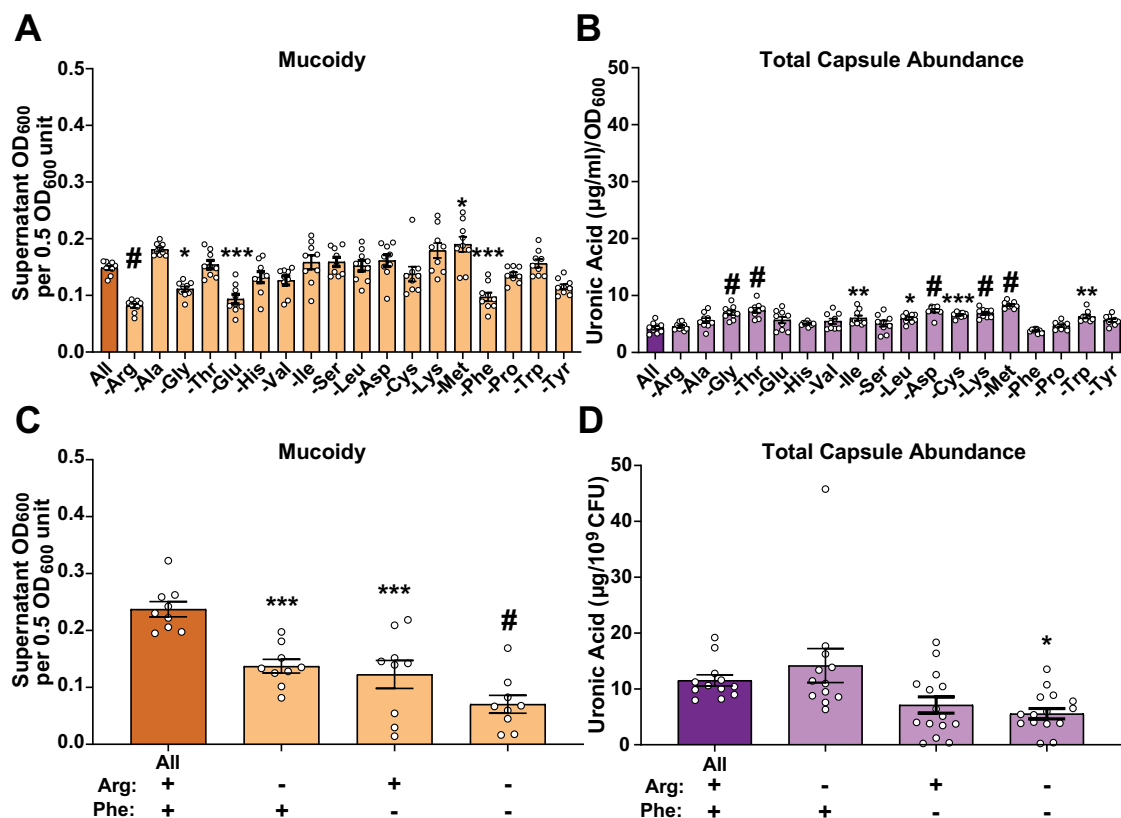 A
Mucoidy
Supernatant OD600
per 0.5 OD600 unit
0.5
0.4
0.3
0.2
0.1
0.0
# * *** * ***
All -Arg -Ala -Gly -Thr -Glu -His -Val -Ile -Ser -Leu -Asp -Cys -Lys -Met -Phe -Pro -Trp -Tyr
B
Total Capsule Abundance
Uronic Acid (µg/ml)/OD600
50
40
30
20
10
0
# # ** * # *** # # **
All -Arg -Ala -Gly -Thr -Glu -His -Val -Ile -Ser -Leu -Asp -Cys -Lys -Met -Phe -Pro -Trp -Tyr
C
Mucoidy
Supernatant OD600
per 0.5 OD600 unit
0.5
0.4
0.3
0.2
0.1
0.0
*** *** #
All
Arg: + - + -
Phe: + + - -
D
Total Capsule Abundance
Uronic Acid (µg/10⁹ CFU)
50
40
30
20
10
0
*
All
Arg: + - + -
Phe: + + - -